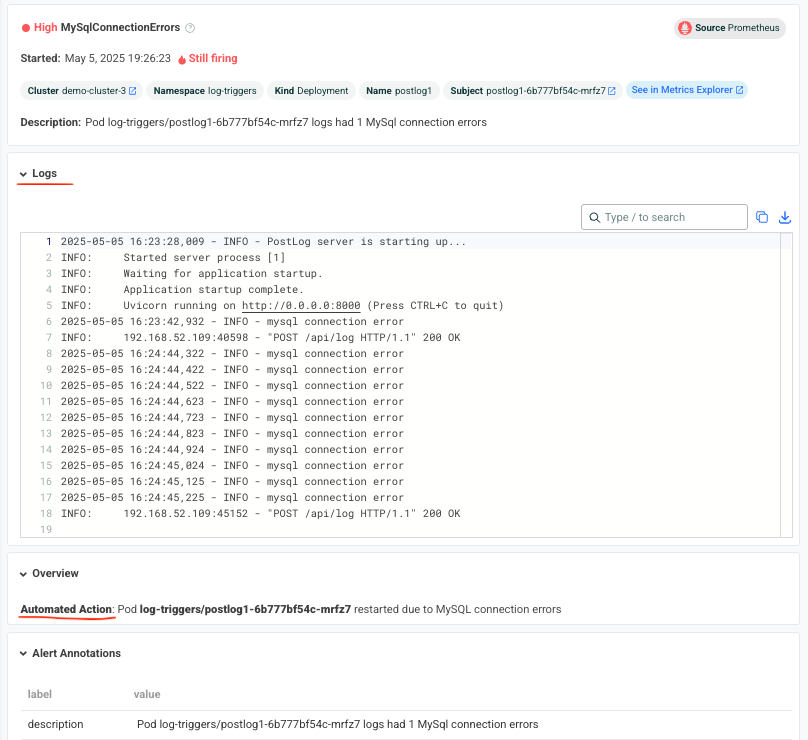 High MySqlConnectionErrors ?
Source Prometheus
Started: May 5, 2025 19:26:23 Still firing
Cluster demo-cluster-3 Namespace log-triggers Kind Deployment Name postlog1 Subject postlog1-6b777bf54c-mrfz7 See in Metrics Explorer
Description: Pod log-triggers/postlog1-6b777bf54c-mrfz7 logs had 1 MySql connection errors
Logs
Type / to search
1 2025-05-05 16:23:28,009 - INFO - PostLog server is starting up...
2 INFO: Started server process [1]
3 INFO: Waiting for application startup.
4 INFO: Application startup complete.
5 INFO: Uvicorn running on http://0.0.0.0:8000 (Press CTRL+C to quit)
6 2025-05-05 16:23:42,932 - INFO - mysql connection error
7 INFO: 192.168.52.109:40598 - "POST /api/log HTTP/1.1" 200 OK
8 2025-05-05 16:24:44,322 - INFO - mysql connection error
9 2025-05-05 16:24:44,422 - INFO - mysql connection error
10 2025-05-05 16:24:44,522 - INFO - mysql connection error
11 2025-05-05 16:24:44,623 - INFO - mysql connection error
12 2025-05-05 16:24:44,723 - INFO - mysql connection error
13 2025-05-05 16:24:44,823 - INFO - mysql connection error
14 2025-05-05 16:24:44,924 - INFO - mysql connection error
15 2025-05-05 16:24:45,024 - INFO - mysql connection error
16 2025-05-05 16:24:45,125 - INFO - mysql connection error
17 2025-05-05 16:24:45,225 - INFO - mysql connection error
18 INFO: 192.168.52.109:45152 - "POST /api/log HTTP/1.1" 200 OK
19
Overview
Automated Action: Pod log-triggers/postlog1-6b777bf54c-mrfz7 restarted due to MySQL connection errors
Alert Annotations
label value
description Pod log-triggers/postlog1-6b777bf54c-mrfz7 logs had 1 MySql connection errors